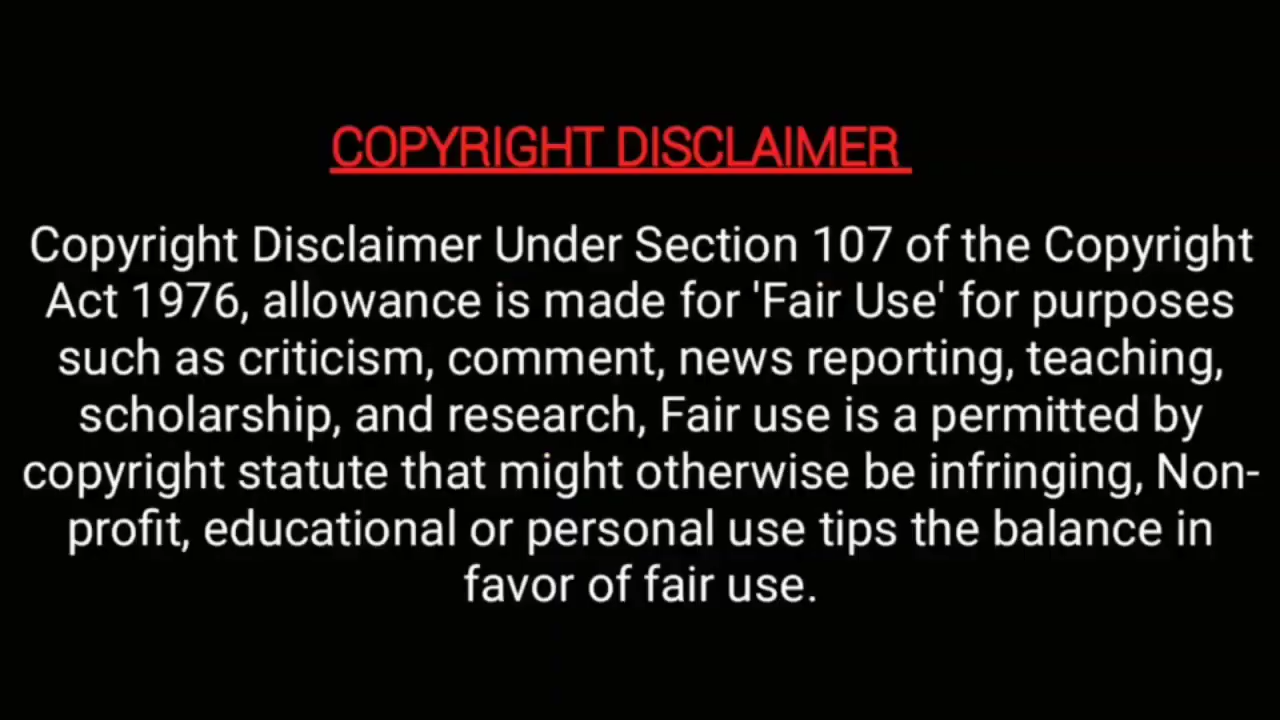 COPYRIGHT DISCLAIMER
Copyright Disclaimer Under Section 107 of the Copyright
Act 1976, allowance is made for 'Fair Use' for purposes
such as criticism, comment, news reporting, teaching,
scholarship, and research, Fair use is a permitted by
copyright statute that might otherwise be infringing, Non-
profit, educational or personal use tips the balance in
favor of fair use.